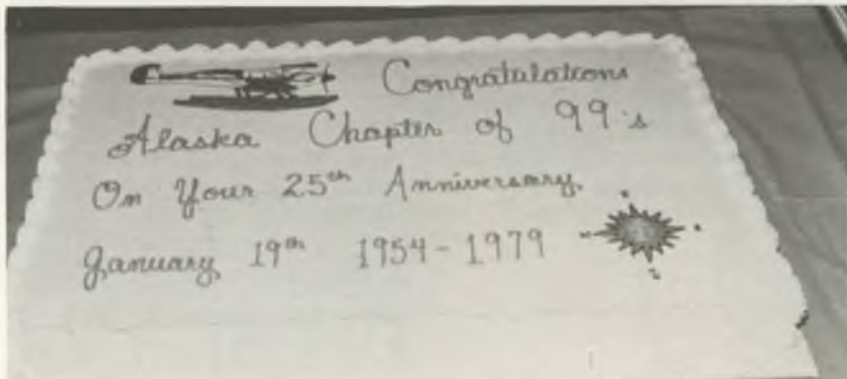 Congratulations
Alaska Chapter of 99's
On Your 25th Anniversary
January 19th 1954-1979